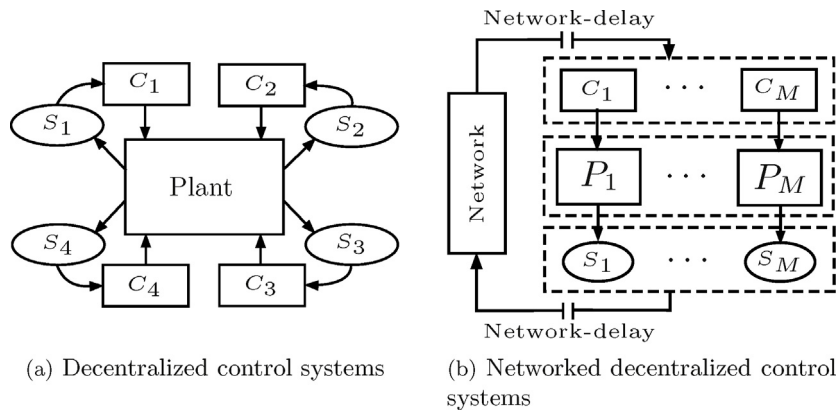 C1
C2
S1
S2
Plant
S4
S3
C4
C3
(a) Decentralized control systems
Network-delay
C1 · · · CM
Network
P1 · · · PM
S1 · · · SM
Network-delay
(b) Networked decentralized control
systems